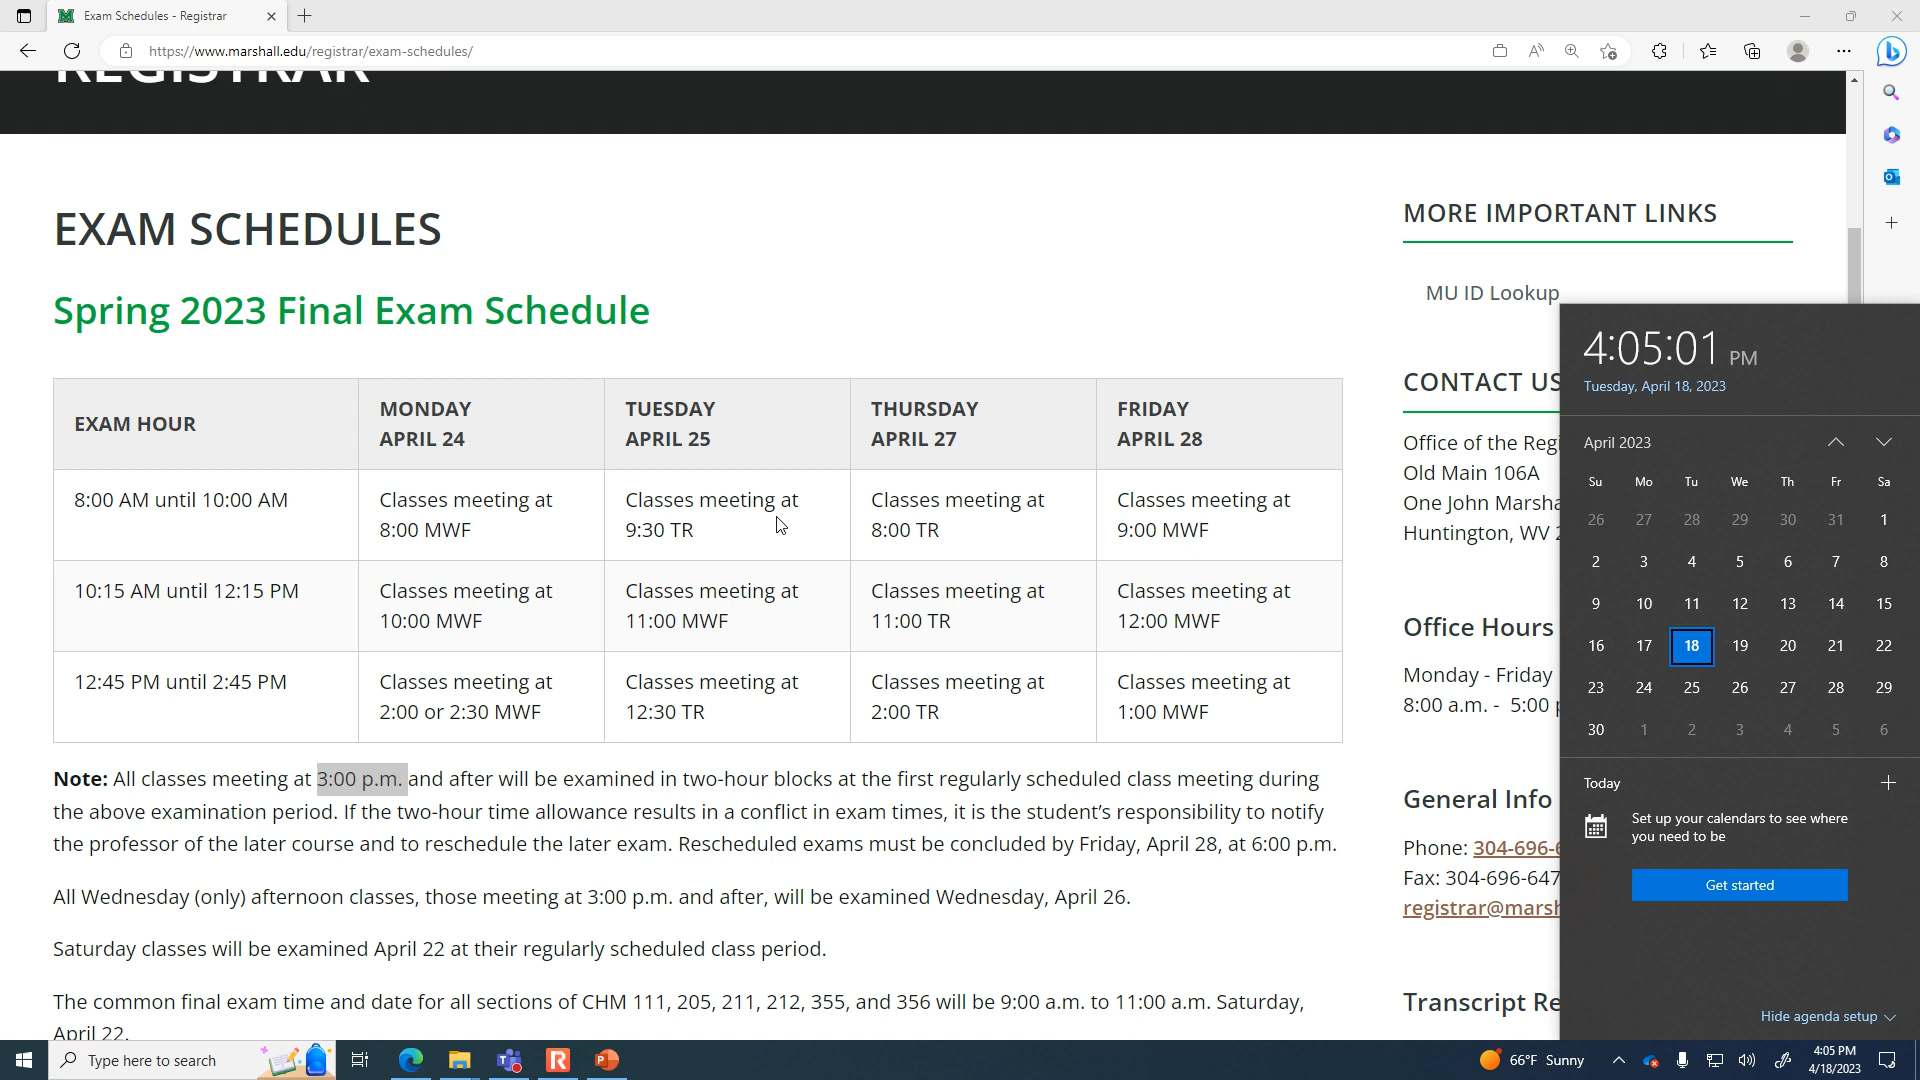 Exam Schedules - Registrar
https://www.marshall.edu/registrar/exam-schedules/
REGISTRAR
EXAM SCHEDULES
Spring 2023 Final Exam Schedule
EXAM HOUR
MONDAY
APRIL 24
TUESDAY
APRIL 25
THURSDAY
APRIL 27
FRIDAY
APRIL 28
8:00 AM until 10:00 AM
Classes meeting at
8:00 MWF
Classes meeting at
9:30 TR
Classes meeting at
8:00 TR
Classes meeting at
9:00 MWF
10:15 AM until 12:15 PM
Classes meeting at
10:00 MWF
Classes meeting at
11:00 MWF
Classes meeting at
11:00 TR
Classes meeting at
12:00 MWF
12:45 PM until 2:45 PM
Classes meeting at
2:00 or 2:30 MWF
Classes meeting at
12:30 TR
Classes meeting at
2:00 TR
Classes meeting at
1:00 MWF
Note: All classes meeting at 3:00 p.m. and after will be examined in two-hour blocks at the first regularly scheduled class meeting during
the above examination period. If the two-hour time allowance results in a conflict in exam times, it is the student's responsibility to notify
the professor of the later course and to reschedule the later exam. Rescheduled exams must be concluded by Friday, April 28, at 6:00 p.m.
All Wednesday (only) afternoon classes, those meeting at 3:00 p.m. and after, will be examined Wednesday, April 26.
Saturday classes will be examined April 22 at their regularly scheduled class period.
The common final exam time and date for all sections of CHM 111, 205, 211, 212, 355, and 356 will be 9:00 a.m. to 11:00 a.m. Saturday,
April 22.
MORE IMPORTANT LINKS
MU ID Lookup
CONTACT US
Office of the Regi
Old Main 106A
One John Marsha
Huntington, WV
Office Hours
Monday - Friday
8:00 a.m. - 5:00
General Info
Phone: 304-696-6
Fax: 304-696-647
registrar@marsh
Transcript Re
4:05:01 PM
Tuesday, April 18, 2023
April 2023
Su Mo Tu We Th Fr Sa
26 27 28 29 30 31 1
2 3 4 5 6 7 8
9 10 11 12 13 14 15
16 17 18 19 20 21 22
23 24 25 26 27 28 29
30 1 2 3 4 5 6
Today
Set up your calendars to see where
you need to be
Get started
Hide agenda setup
Type here to search
66°F Sunny
4:05 PM
4/18/2023